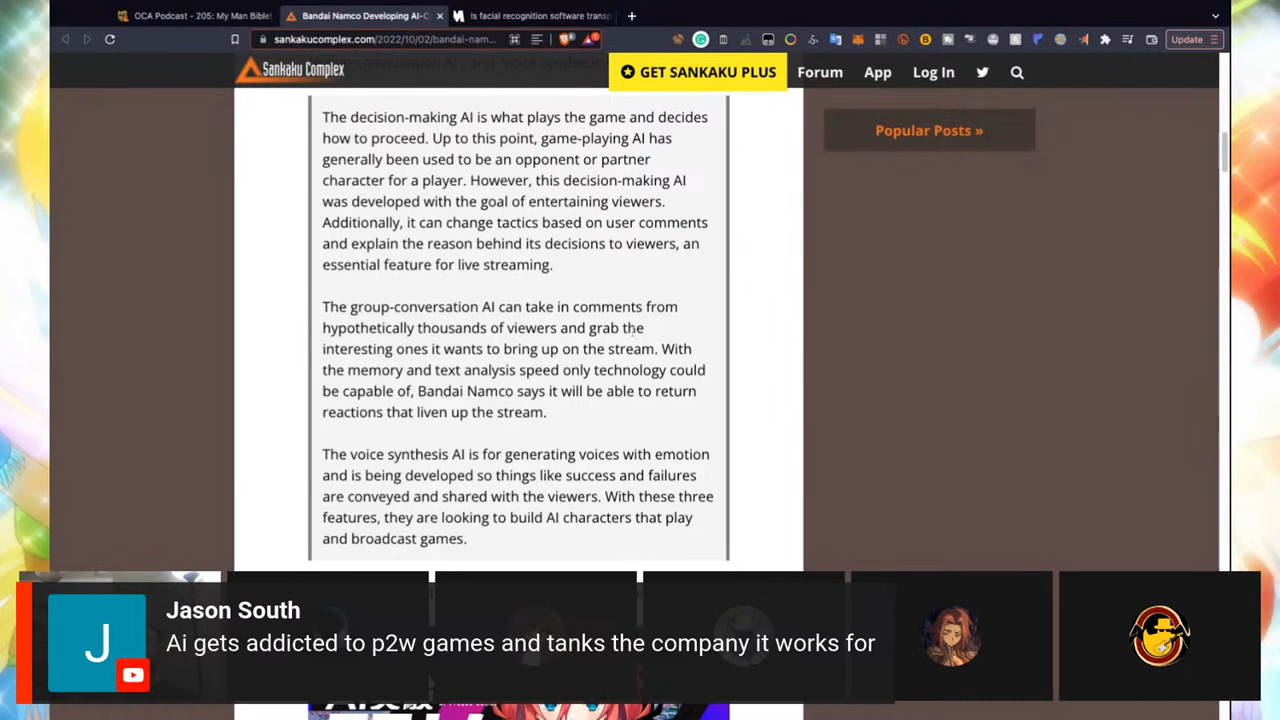 OCA Podcast - 205: My Man Bible!
Bandai Namco Developing AI-C
Is facial recognition software transp
sankakucomplex.com/2022/10/02/bandai-nam...
Update
Sankaku Complex
GET SANKAKU PLUS
Forum
App
Log In
Popular Posts »
The decision-making AI is what plays the game and decides
how to proceed. Up to this point, game-playing AI has
generally been used to be an opponent or partner
character for a player. However, this decision-making AI
was developed with the goal of entertaining viewers.
Additionally, it can change tactics based on user comments
and explain the reason behind its decisions to viewers, an
essential feature for live streaming.
The group-conversation AI can take in comments from
hypothetically thousands of viewers and grab the
interesting ones it wants to bring up on the stream. With
the memory and text analysis speed only technology could
be capable of, Bandai Namco says it will be able to return
reactions that liven up the stream.
The voice synthesis AI is for generating voices with emotion
and is being developed so things like success and failures
are conveyed and shared with the viewers. With these three
features, they are looking to build AI characters that play
and broadcast games.
J
Jason South
Ai gets addicted to p2w games and tanks the company it works for